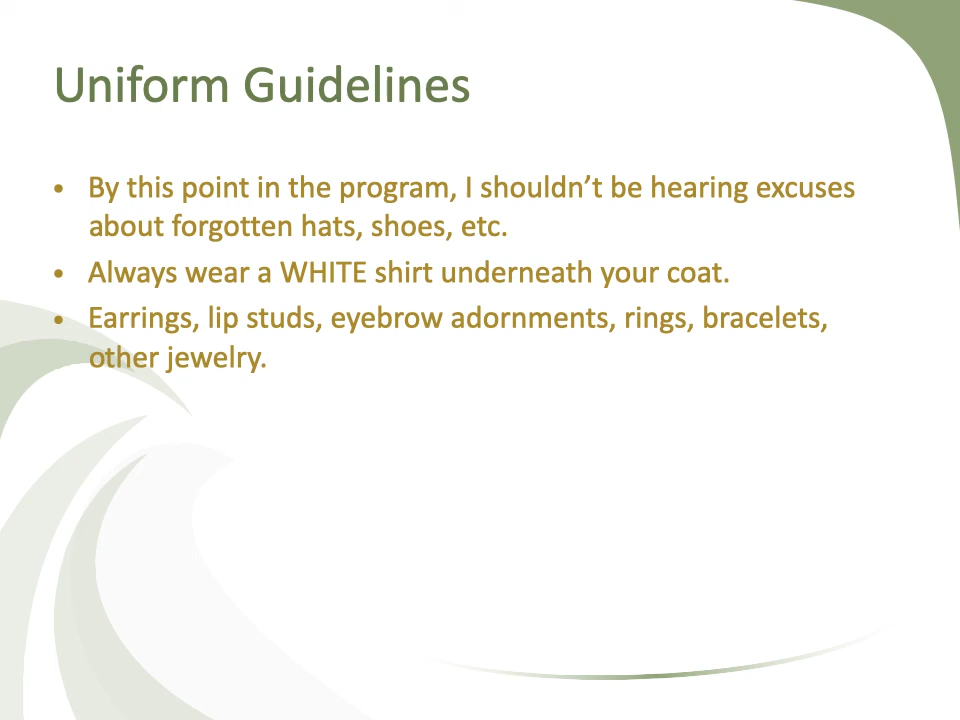 Uniform Guidelines
• By this point in the program, I shouldn’t be hearing excuses
about forgotten hats, shoes, etc.
• Always wear a WHITE shirt underneath your coat.
• Earrings, lip studs, eyebrow adornments, rings, bracelets,
other jewelry.